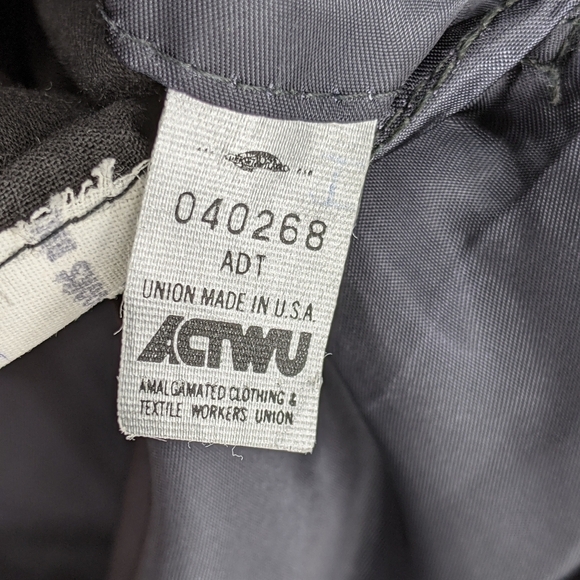 040268
ADT
UNION MADE IN U.S.A.
ACTWU
AMALGAMATED CLOTHING &
TEXTILE WORKERS UNION